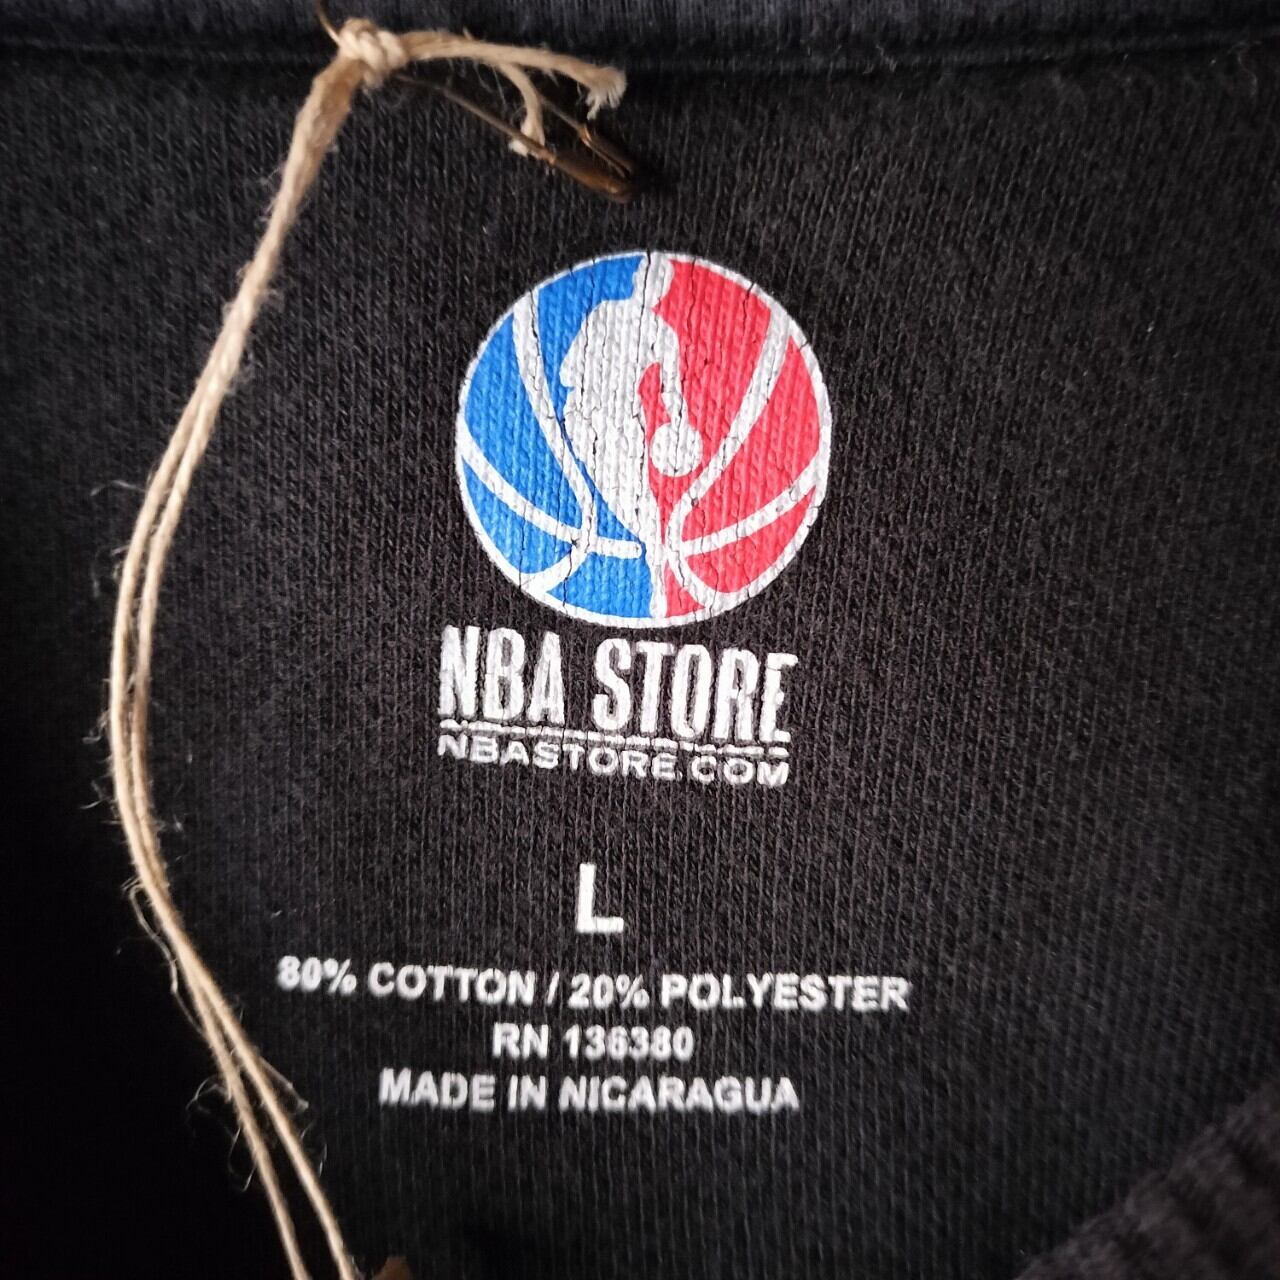 NBA STORE
NBASTORE.COM
L
80% COTTON / 20% POLYESTER
RN 136380
MADE IN NICARAGUA